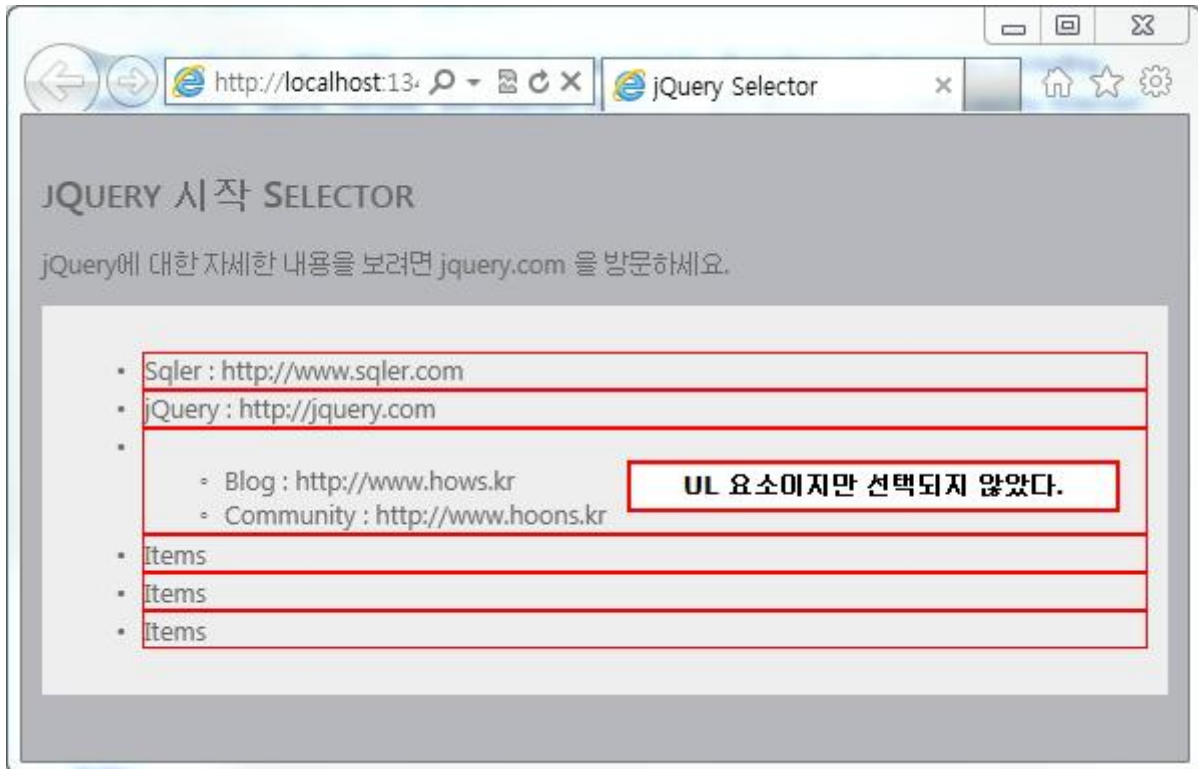 http://localhost:134
jQuery Selector
JQUERY 시작 SELECTOR
jQuery에 대한 자세한 내용을 보려면 jquery.com 을 방문하세요.
Sqler : http://www.sqler.com
jQuery : http://jquery.com
Blog : http://www.hows.kr
UL 요소이지만 선택되지 않았다.
Community : http://www.hoons.kr
Items
Items
Items